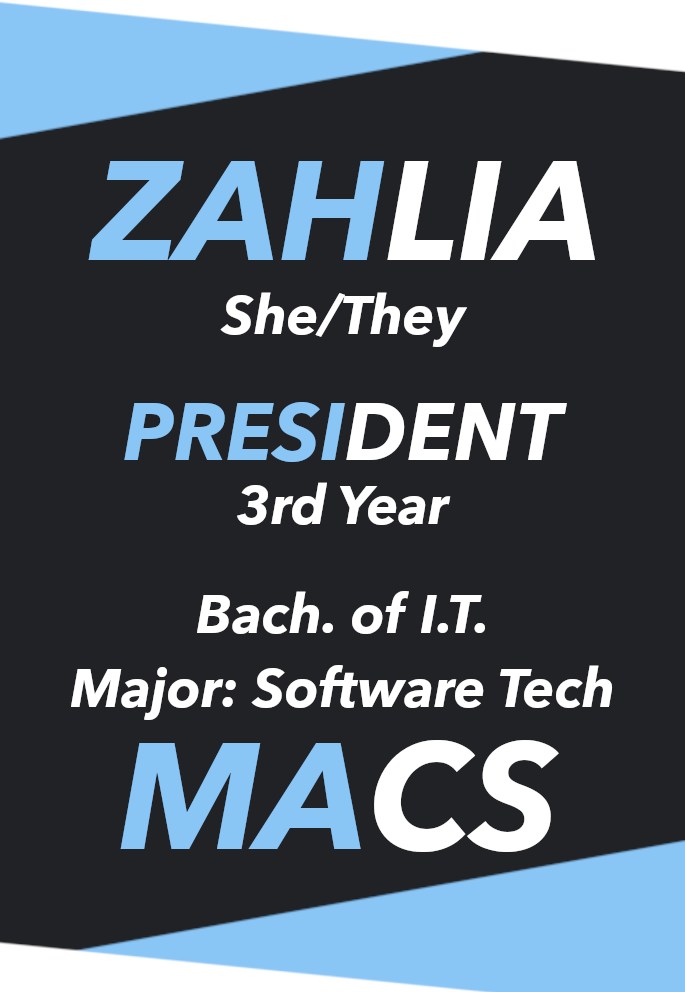 ZAHLIA
She/They
PRESIDENT
3rd Year
Bach. of I.T.
Major: Software Tech
MACS